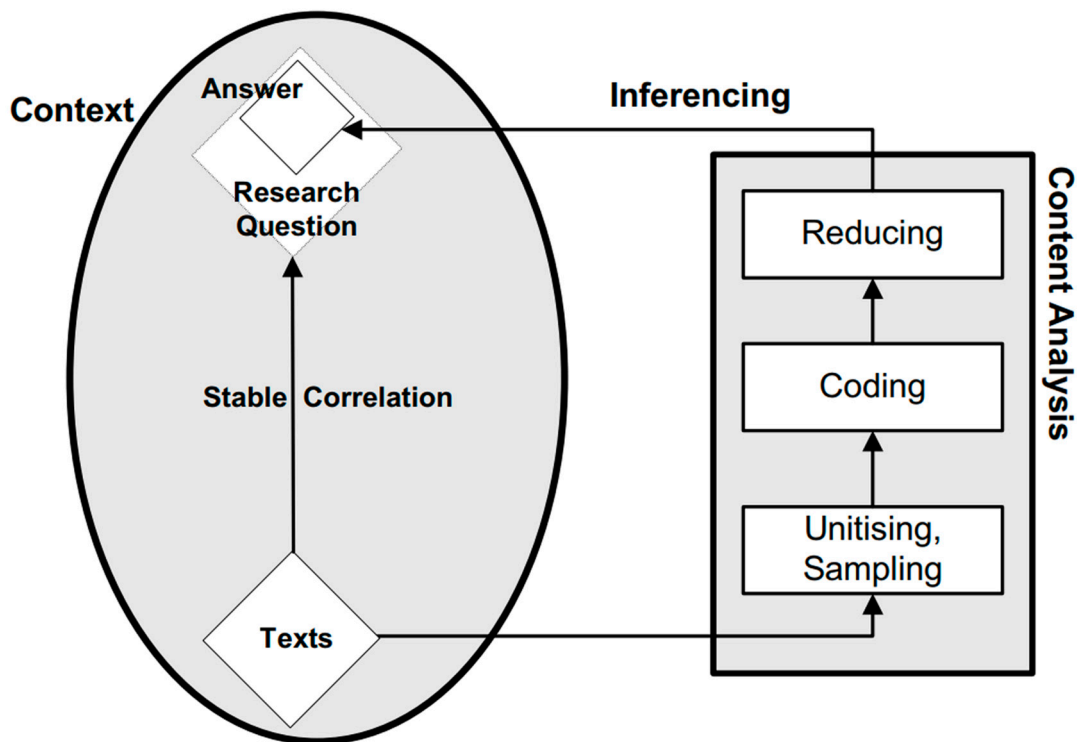 Answer
Context
Inferencing
Research
Question
Content Analysis
Reducing
Stable Correlation
Coding
Unitising,
Sampling
Texts